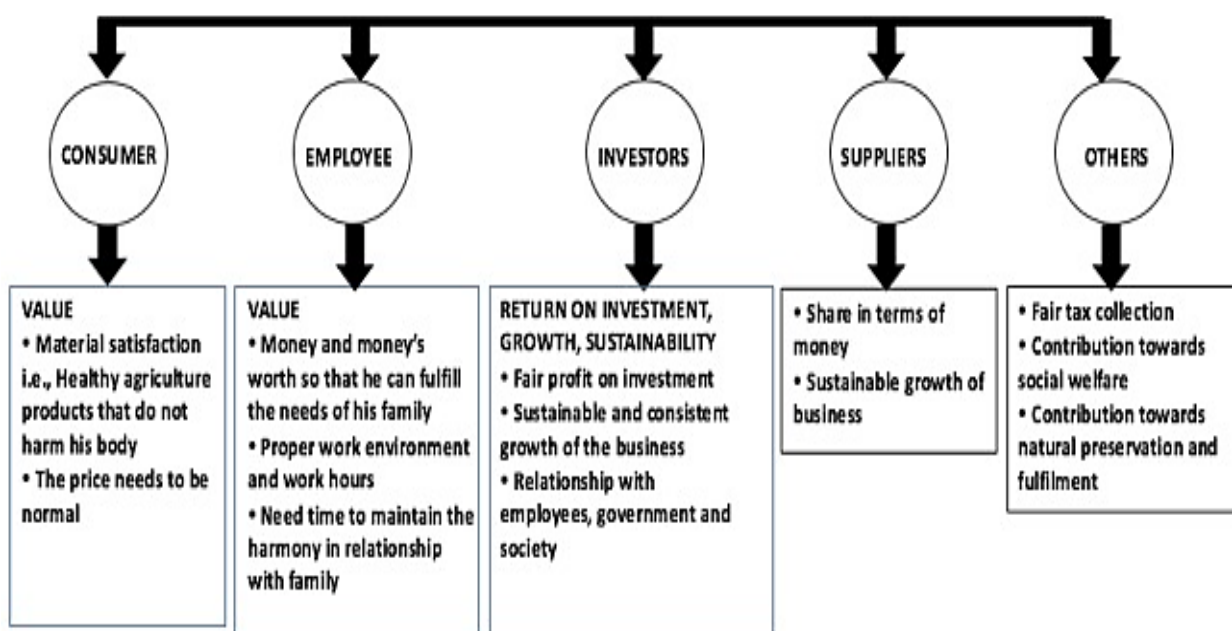 CONSUMER
EMPLOYEE
INVESTORS
SUPPLIERS
OTHERS
VALUE
• Material satisfaction
i.e., Healthy agriculture
products that do not
harm his body
• The price needs to be
normal
VALUE
• Money and money's
worth so that he can fulfill
the needs of his family
• Proper work environment
and work hours
• Need time to maintain the
harmony in relationship
with family
RETURN ON INVESTMENT,
GROWTH, SUSTAINABILITY
• Fair profit on investment
• Sustainable and consistent
growth of the business
• Relationship with
employees, government and
society
• Share in terms of
money
• Sustainable growth of
business
• Fair tax collection
• Contribution towards
social welfare
• Contribution towards
natural preservation and
fulfilment